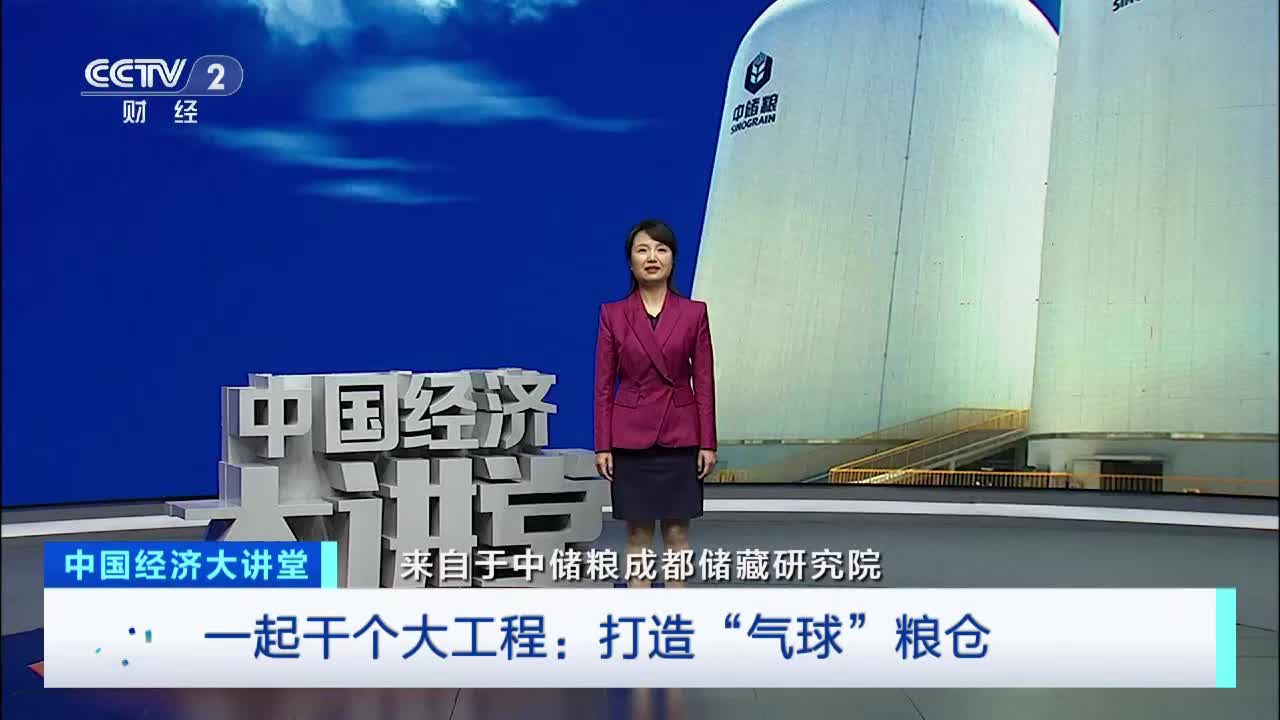 CCTV 2
财 经
中储粮
SINOGRAIN
中国经济
大讲堂
中国经济大讲堂
来自于中储粮成都储藏研究院
一起干个大工程：打造“气球”粮仓